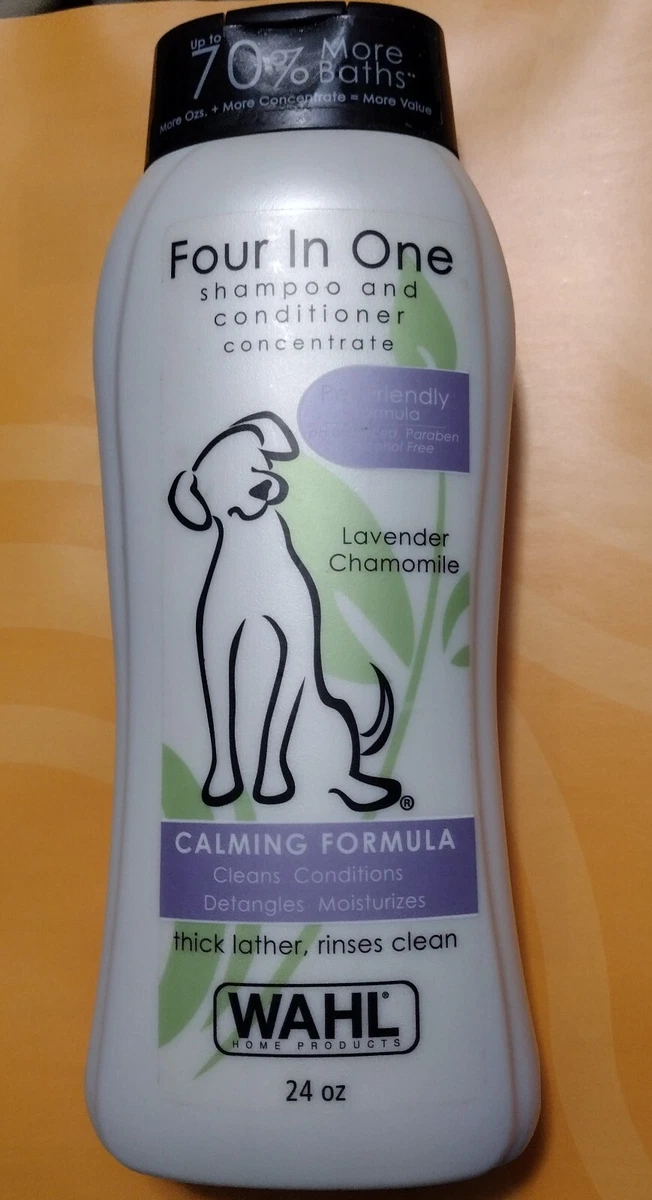 Up to
70% More
Baths**
More Ozs. + More Concentrate = More Value
Four In One
shampoo and
conditioner
concentrate
Friendly
Formula
Paraben
Free
Lavender
Chamomile
®
CALMING FORMULA
Cleans Conditions
Detangles Moisturizes
thick lather, rinses clean
WAHL®
HOME PRODUCTS
24 oz